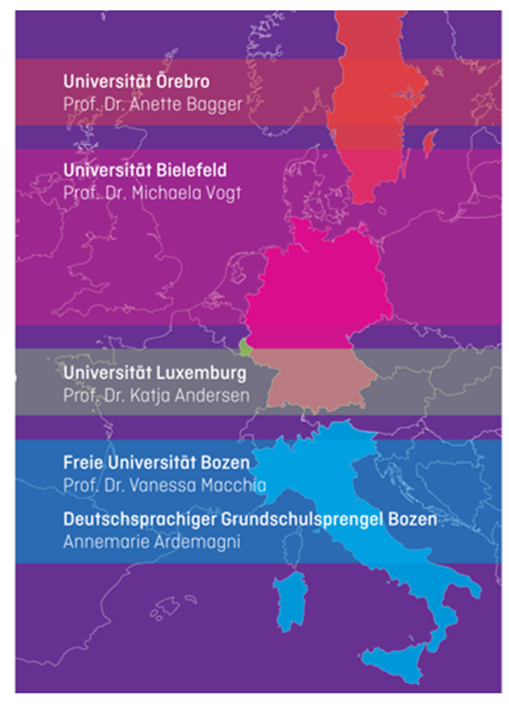 Universität Örebro
Prof. Dr. Anette Bagger
Universität Bielefeld
Prof. Dr. Michaela Vogt
Universität Luxemburg
Prof. Dr. Katja Andersen
Freie Universität Bozen
Prof. Dr. Vanessa Macchia
Deutschsprachiger Grundschulsprengel Bozen
Annemarie Ardemagni